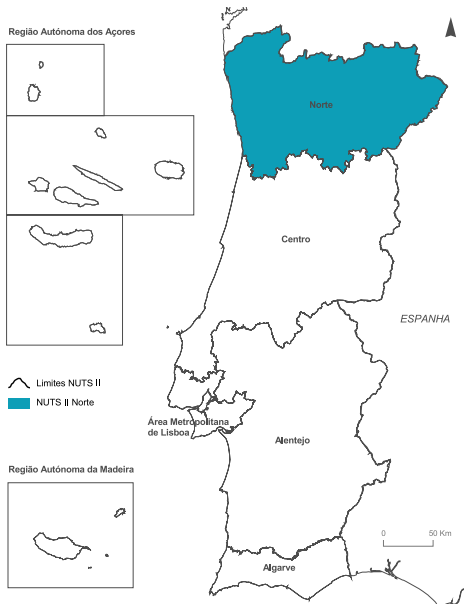 Região Autónoma dos Açores
Norte
Centro
ESPANHA
Limites NUTS II
NUTS II Norte
Área Metropolitana
de Lisboa
Alentejo
Região Autónoma da Madeira
0 50 Km
Algarve